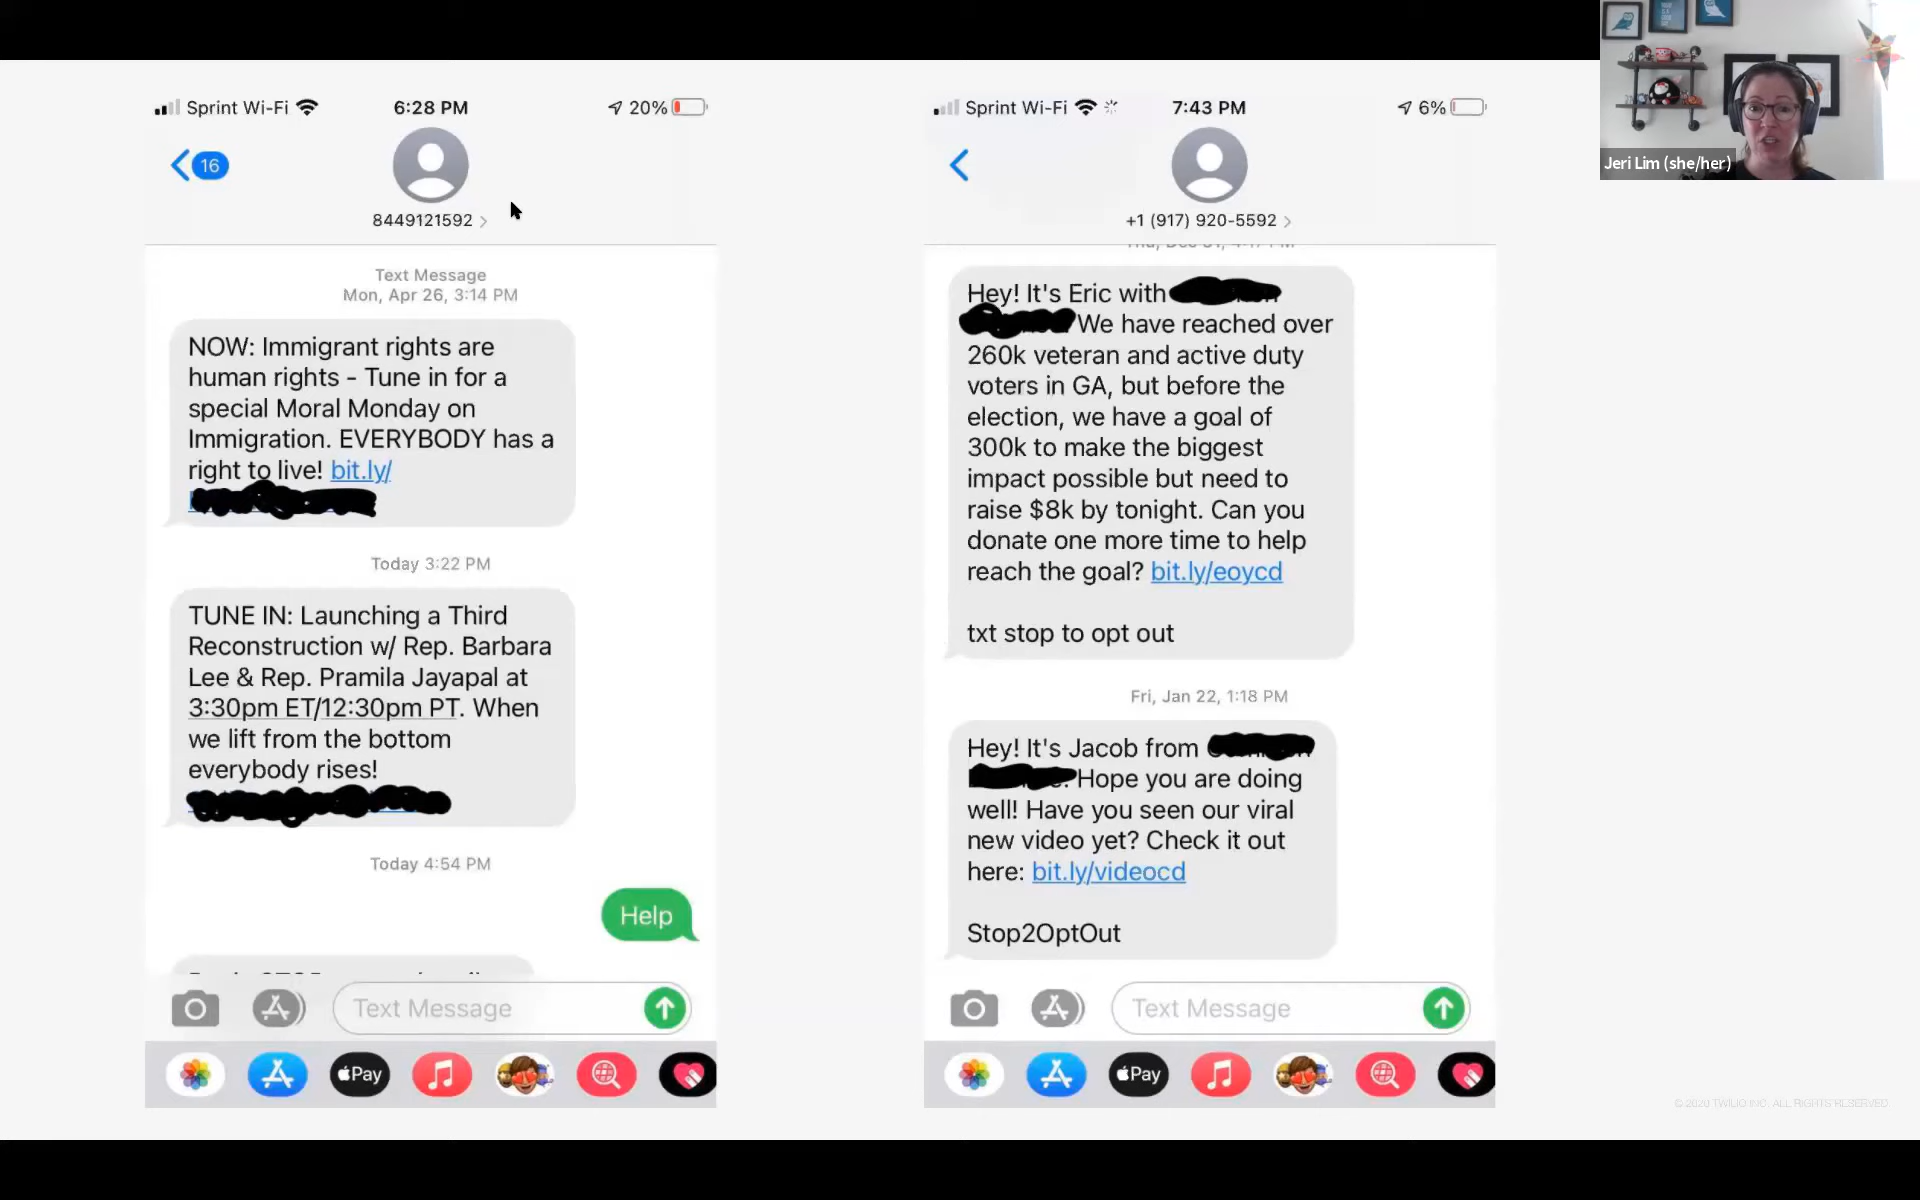 Sprint Wi-Fi
6:28 PM
20%
16
8449121592
Text Message
Mon, Apr 26, 3:14 PM
NOW: Immigrant rights are
human rights - Tune in for a
special Moral Monday on
Immigration. EVERYBODY has a
right to live! bit.ly/
Today 3:22 PM
TUNE IN: Launching a Third
Reconstruction w/ Rep. Barbara
Lee & Rep. Pramila Jayapal at
3:30pm ET/12:30pm PT. When
we lift from the bottom
everybody rises!
Today 4:54 PM
Help
Text Message
Pay
Sprint Wi-Fi
7:43 PM
6%
+1 (917) 920-5592
Hey! It's Eric with
We have reached over
260k veteran and active duty
voters in GA, but before the
election, we have a goal of
300k to make the biggest
impact possible but need to
raise $8k by tonight. Can you
donate one more time to help
reach the goal? bit.ly/eoycd
txt stop to opt out
Fri, Jan 22, 1:18 PM
Hey! It's Jacob from
Hope you are doing
well! Have you seen our viral
new video yet? Check it out
here: bit.ly/videocd
Stop2OptOut
Text Message
Pay
Jeri Lim (she/her)
© 2020 TWILIO INC. ALL RIGHTS RESERVED.